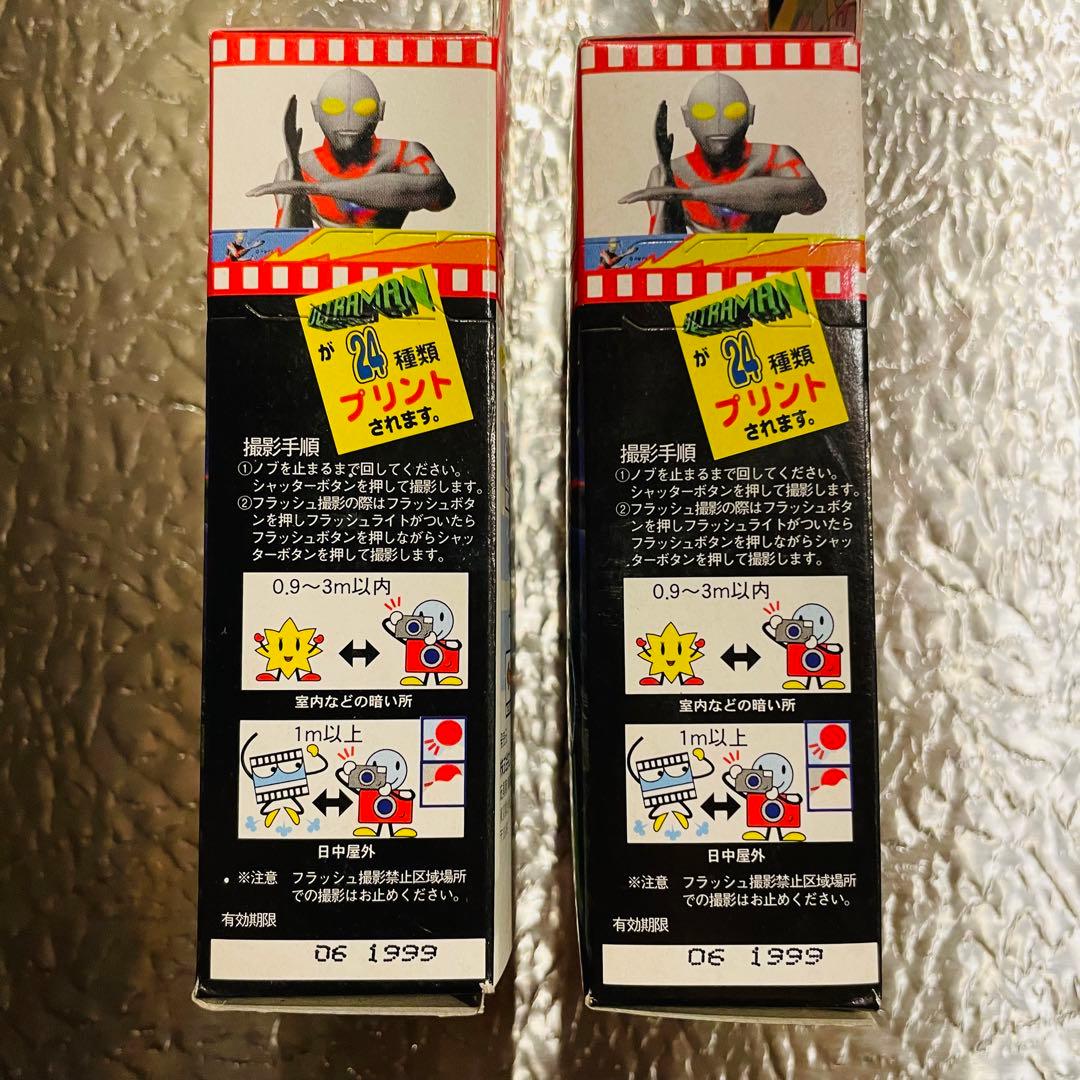 ULTRAMAN
が24種類
プリント
されます。
撮影手順
①ノブを止まるまで回してください。
シャッターボタンを押して撮影します。
②フラッシュ撮影の際はフラッシュボタ
ンを押しフラッシュライトがついたら
フラッシュボタンを押しながらシャッ
ターボタンを押して撮影します。
0.9〜3m以内
室内などの暗い所
1m以上
日中屋外
※注意 フラッシュ撮影禁止区域場所
での撮影はお止めください。
有効期限
06 1999
ULTRAMAN
が24種類
プリント
されます。
撮影手順
①ノブを止まるまで回してください。
シャッターボタンを押して撮影します。
②フラッシュ撮影の際はフラッシュボタ
ンを押しフラッシュライトがついたら
フラッシュボタンを押しながらシャッ
ターボタンを押して撮影します。
0.9〜3m以内
室内などの暗い所
1m以上
日中屋外
※注意 フラッシュ撮影禁止区域場所
での撮影はお止めください。
有効期限
06 1999